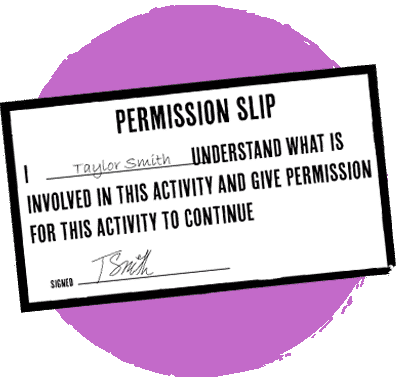 PERMISSION SLIP
I Taylor Smith UNDERSTAND WHAT IS
INVOLVED IN THIS ACTIVITY AND GIVE PERMISSION
FOR THIS ACTIVITY TO CONTINUE
SIGNED T Smith